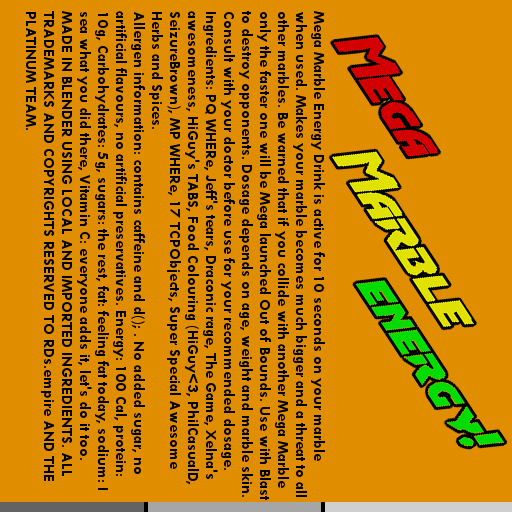 MEGA
MARBLE
ENERGY!
Mega Marble Energy Drink is active for 10 seconds on your marble
when used. Makes your marble becomes much bigger and a threat to all
other marbles. Be warned that if you collide with another Mega Marble
only the faster one will be Mega launched Out of Bounds. Use with Blast
to destroy opponents. Dosage depends on age, weight and marble skin.
Consult with your doctor before use for your recommended dosage.
Ingredients: PQ WHERe, Jeff's tears, Draconic rage, The Game, Xelna's
awesomeness, HiGuy's TABS, Food Colouring (HiGuy<3, PhilCasualD,
SeizureBrown), MP WHERe, 17 TCPObjects, Super Special Awesome
Herbs and Spices.
Allergen information: contains caffeine and d(); . No added sugar, no
artificial flavours, no artificial preservatives. Energy: 100 Cal, protein:
10g, Carbohydrates: 5g, sugars: the rest, fat: feeling fat today, sodium: I
sea what you did there, Vitamin C: everyone adds it, let's do it too.
MADE IN BLENDER USING LOCAL AND IMPORTED INGREDIENTS. ALL
TRADEMARKS AND COPYRIGHTS RESERVED TO RDs.empire AND THE
PLATINUM TEAM.